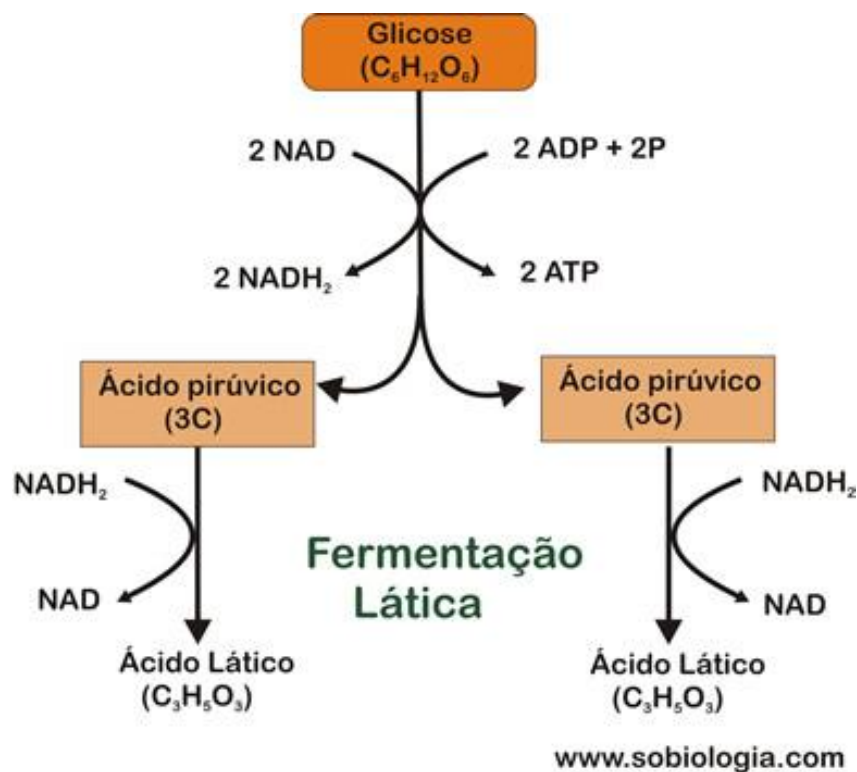 Glicose
(C₆H₁₂O₆)
2 NAD
2 ADP + 2P
2 NADH₂
2 ATP
Ácido pirúvico
(3C)
Ácido pirúvico
(3C)
NADH₂
NADH₂
Fermentação
Lática
NAD
NAD
Ácido Lático
(C₃H₅O₃)
Ácido Lático
(C₃H₅O₃)
www.sobiologia.com